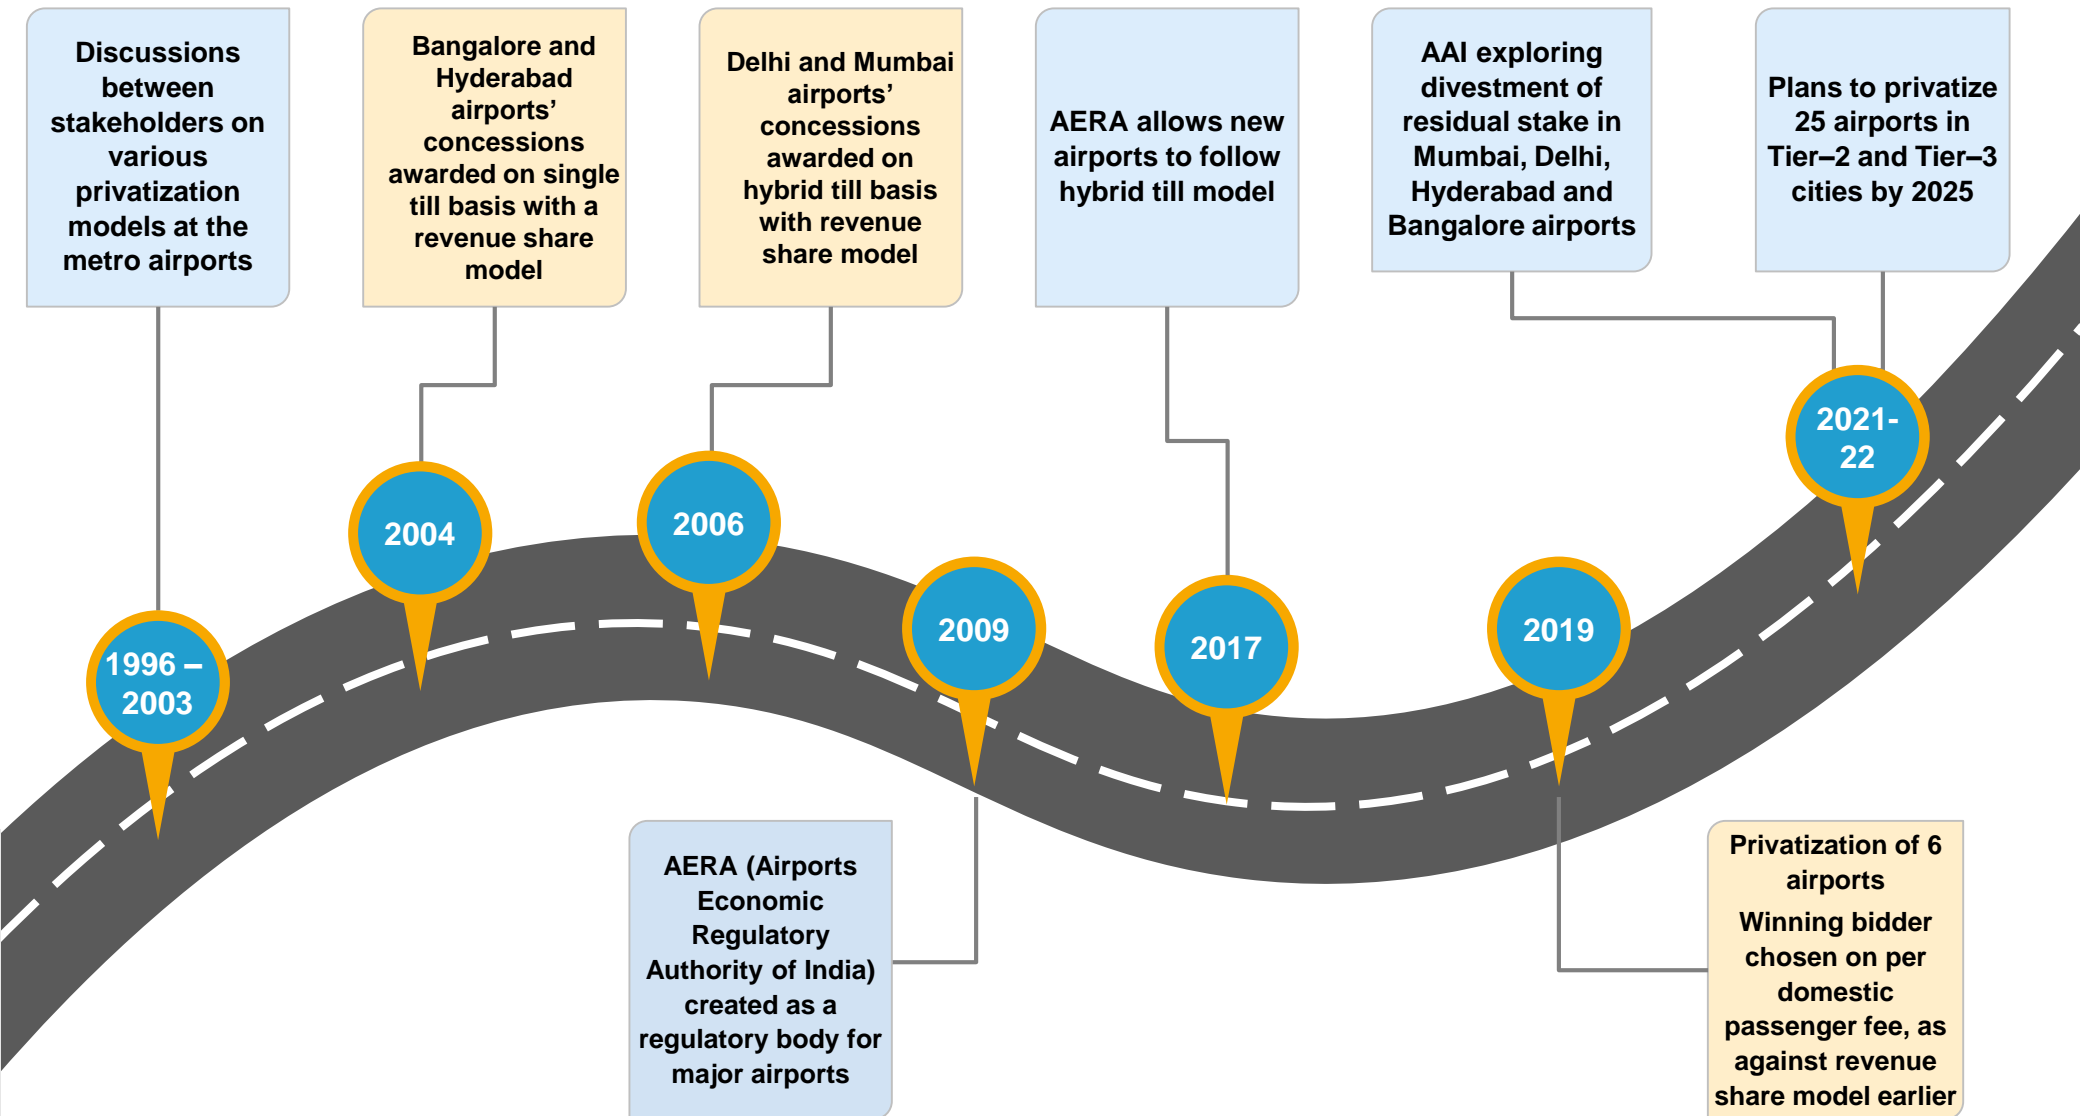 Discussions
between
stakeholders on
various
privatization
models at the
metro airports
Bangalore and
Hyderabad
airports’
concessions
awarded on single
till basis with a
revenue share
model
Delhi and Mumbai
airports’
concessions
awarded on
hybrid till basis
with revenue
share model
AERA allows new
airports to follow
hybrid till model
AAI exploring
divestment of
residual stake in
Mumbai, Delhi,
Hyderabad and
Bangalore airports
Plans to privatize
25 airports in
Tier–2 and Tier–3
cities by 2025
1996 –
2003
2004
2006
2009
2017
2019
2021-
22
AERA (Airports
Economic
Regulatory
Authority of India)
created as a
regulatory body for
major airports
Privatization of 6
airports
Winning bidder
chosen on per
domestic
passenger fee, as
against revenue
share model earlier